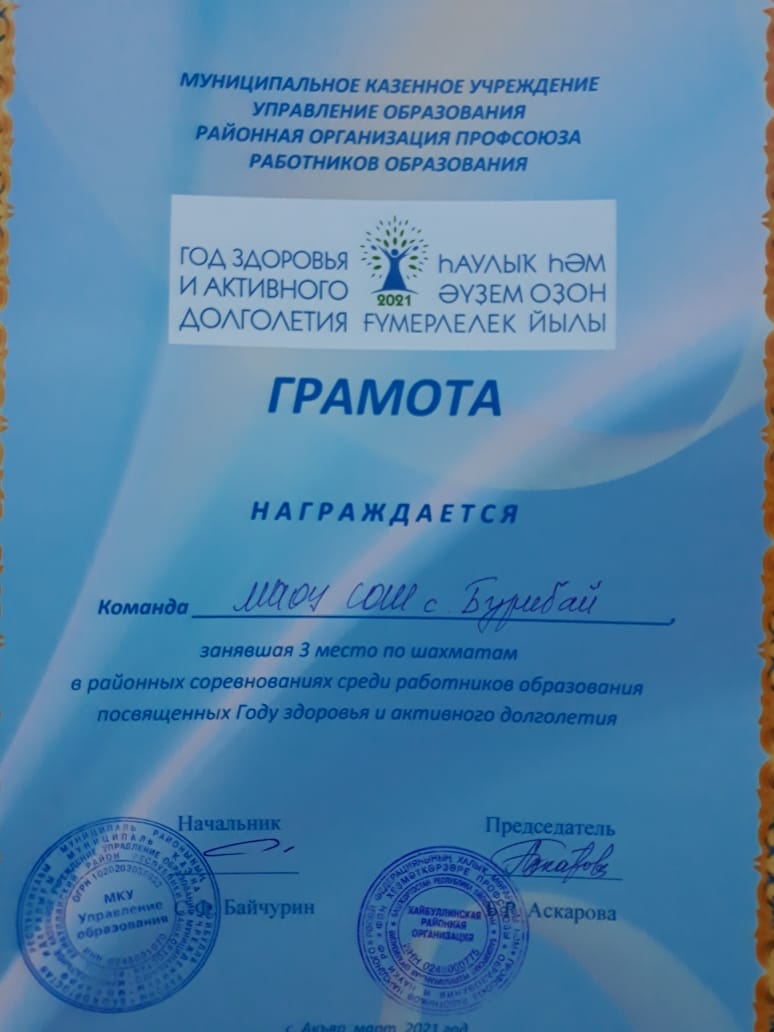 МУНИЦИПАЛЬНОЕ КАЗЕННОЕ УЧРЕЖДЕНИЕ
УПРАВЛЕНИЕ ОБРАЗОВАНИЯ
РАЙОННАЯ ОРГАНИЗАЦИЯ ПРОФСОЮЗА
РАБОТНИКОВ ОБРАЗОВАНИЯ
ГОД ЗДОРОВЬЯ
И АКТИВНОГО
ДОЛГОЛЕТИЯ
2021
ҺАУЛЫҠ ҺӘМ
ӘҮҘЕМ ОҘОН
ҒҮМЕРЛЕЛЕК ЙЫЛЫ
ГРАМОТА
НАГРАЖДАЕТСЯ
Команда МАОУ СОШ с. Бурибай,
занявшая 3 место по шахматам
в районных соревнованиях среди работников образования
посвященных Году здоровья и активного долголетия
Начальник
Байчурин
МКУ
Управление
образования
Председатель
Аскарова
ХАЙБУЛЛИНСКАЯ
РАЙОННАЯ
ОРГАНИЗАЦИЯ
с. Акъяр, март, 2021 год